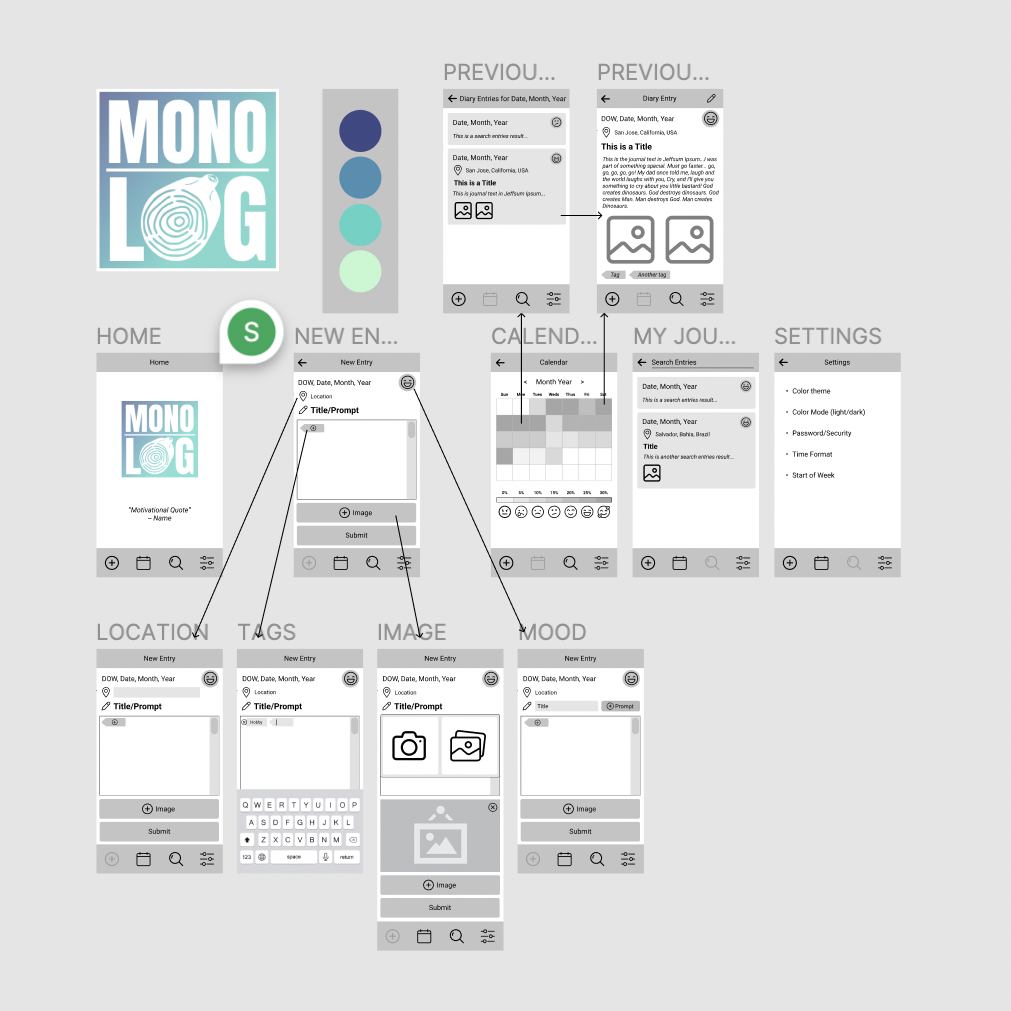 PREVIOU...
Diary Entries for Date, Month, Year
Date, Month, Year
This is a search entries result...
Date, Month, Year
San Jose, California, USA
This is a Title
This is journal text in Jeffsum Ipsum...
PREVIOU...
Diary Entry
DOW, Date, Month, Year
San Jose, California, USA
This is a Title
This is the journal text in Jeffsum Ipsum...I was
part of something special. Must go faster... go,
go, go, go, go! My dad once told me, laugh and
the world laughs with you, Cry, and I'll give you
something to cry about you little bastard! God
creates dinosaurs. God destroys dinosaurs. God
creates Man. Man destroys God. Man creates
Dinosaurs.
Tag
Another tag
MONO
LOG
S
HOME
Home
MONO
LOG
"Motivational Quote"
-- Name
NEW EN...
New Entry
DOW, Date, Month, Year
Location
Title/Prompt
Image
Submit
CALEND...
Calendar
< Month Year >
Sun Mon Tues Weds Thus Fri Sat
0% 5% 10% 15% 20% 25% 30%
MY JOU...
Search Entries
Date, Month, Year
This is a search entries result...
Date, Month, Year
Salvador, Bahia, Brazil
Title
This is another search entries result...
SETTINGS
Settings
Color theme
Color Mode (light/dark)
Password/Security
Time Format
Start of Week
LOCATION
New Entry
DOW, Date, Month, Year
Title/Prompt
Image
Submit
TAGS
New Entry
DOW, Date, Month, Year
Location
Title/Prompt
Hobby
Q W E R T Y U I O P
A S D F G H J K L
Z X C V B N M
123 space return
IMAGE
New Entry
DOW, Date, Month, Year
Location
Title/Prompt
Image
Submit
MOOD
New Entry
DOW, Date, Month, Year
Location
Title
Prompt
Image
Submit